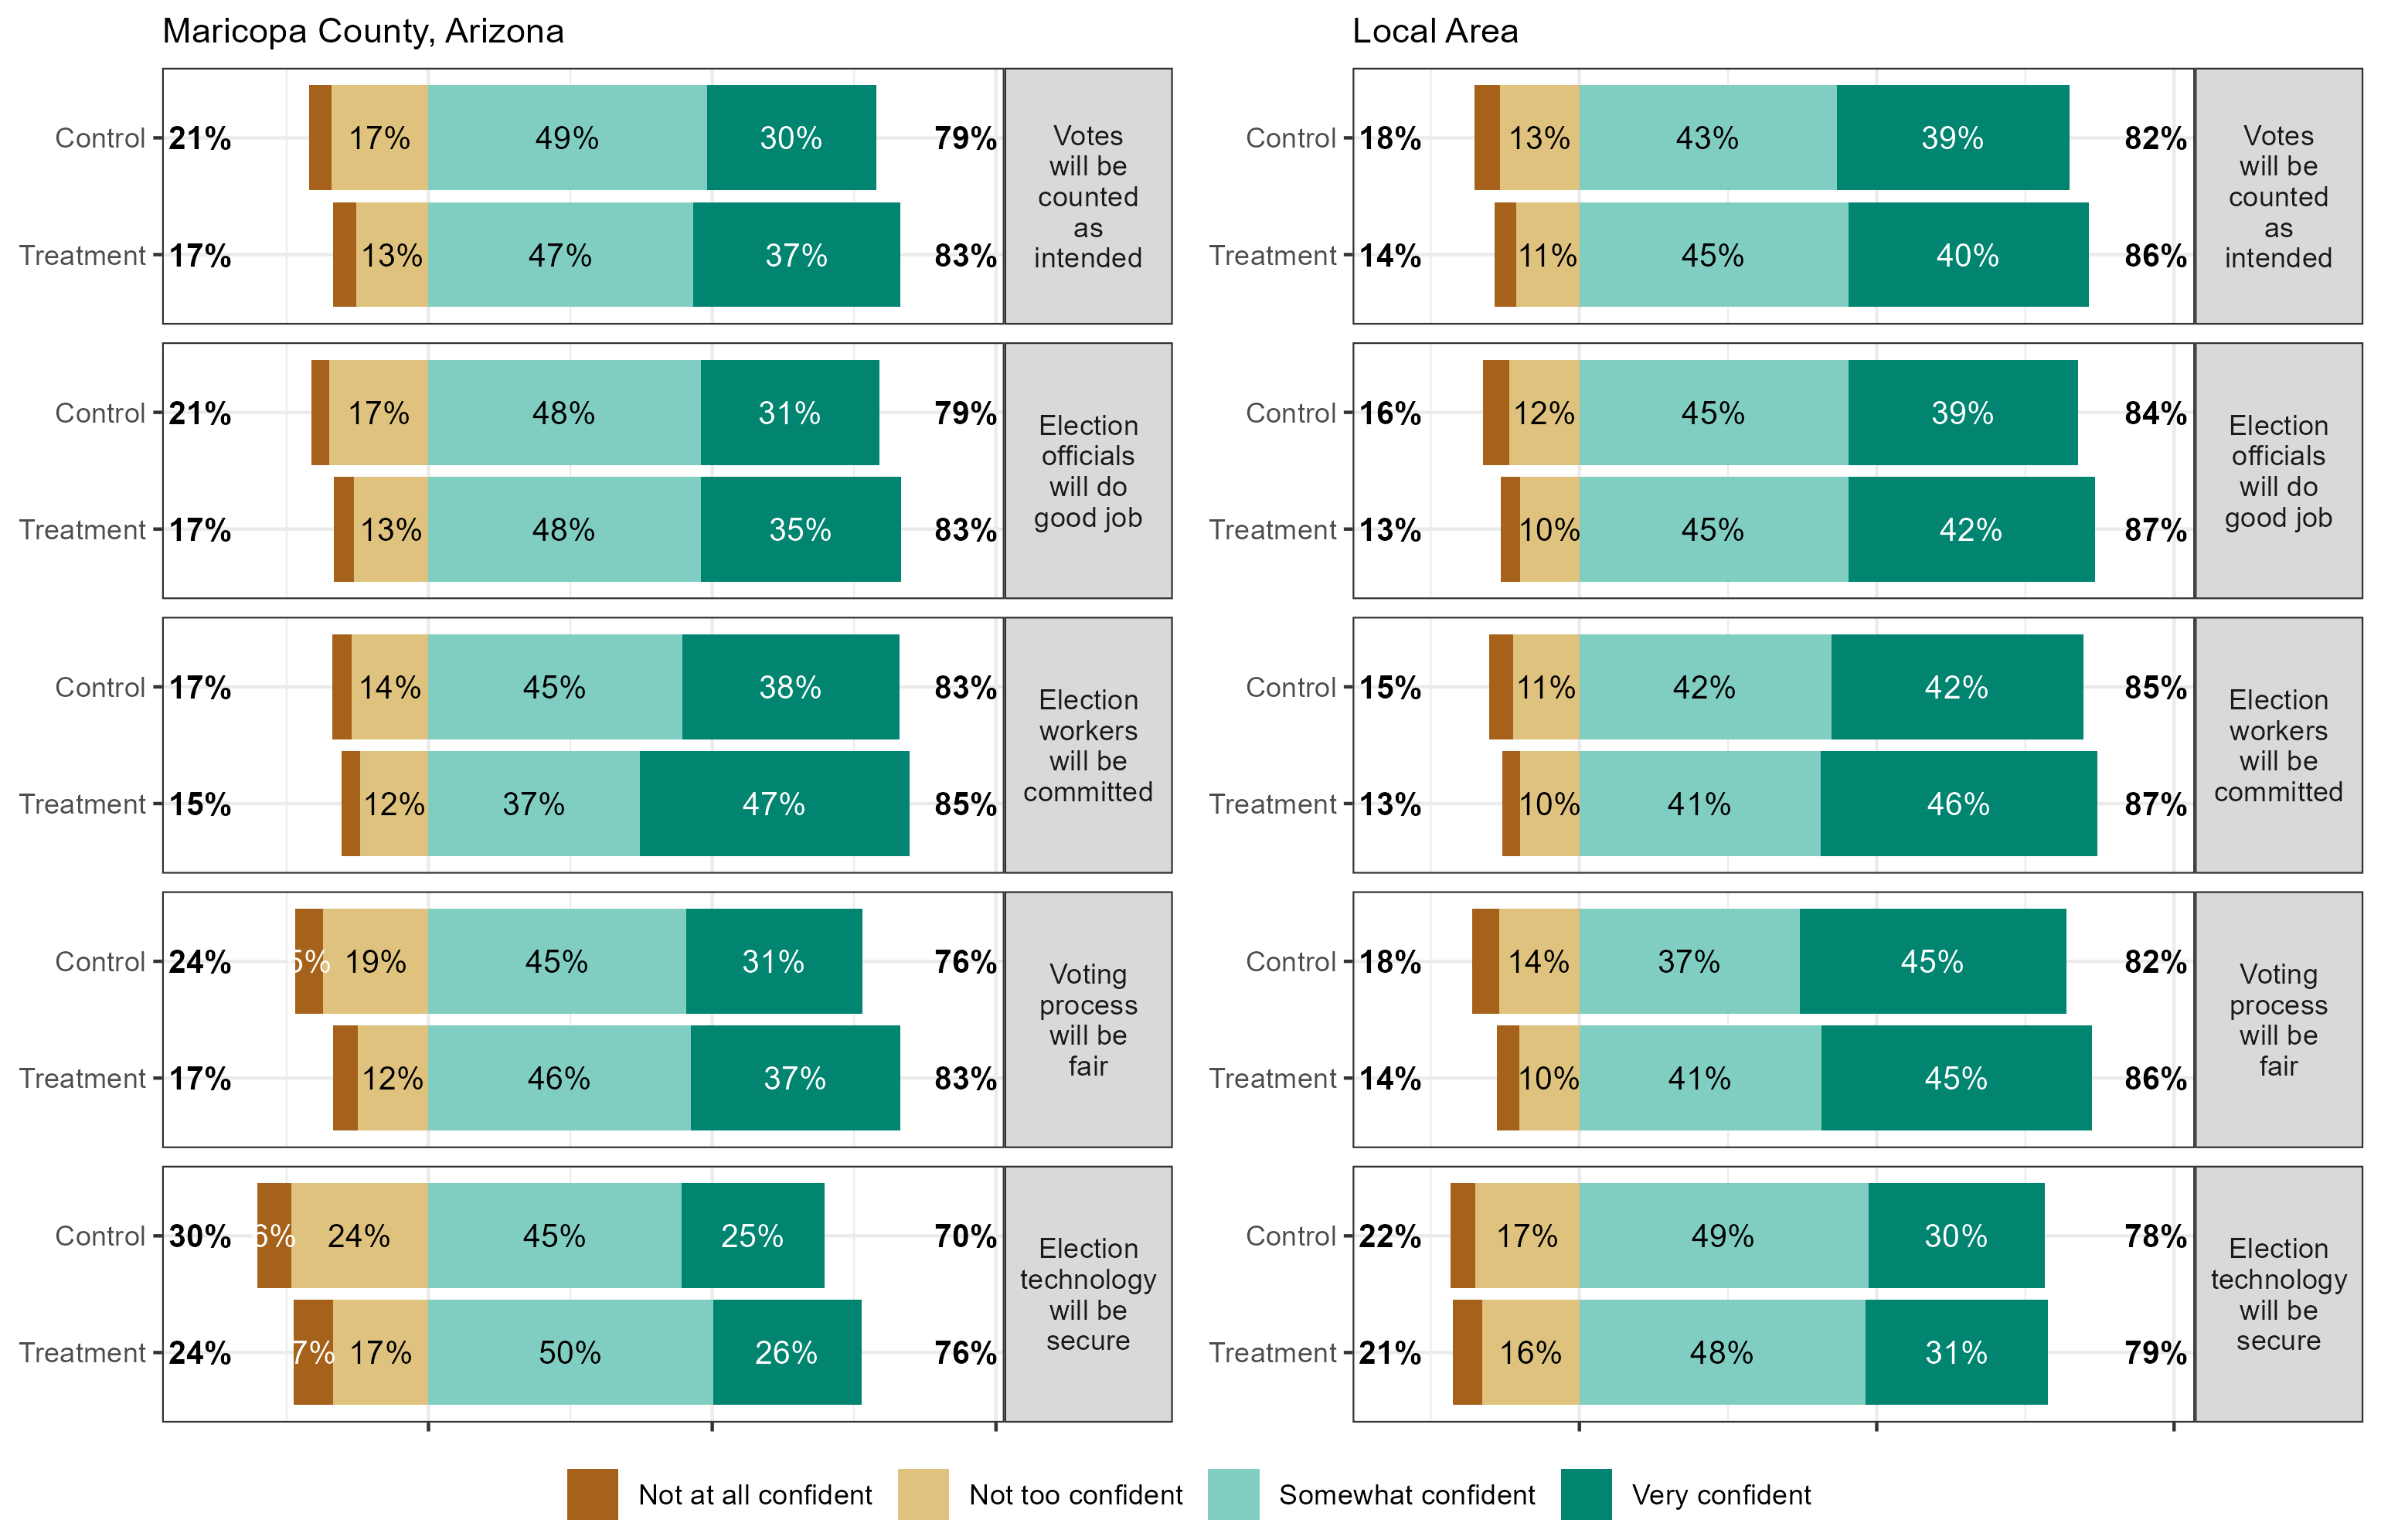 Maricopa County, Arizona
Control 21% 17% 49% 30% 79%
Treatment 17% 13% 47% 37% 83%
Votes
will be
counted
as
intended
Control 21% 17% 48% 31% 79%
Treatment 17% 13% 48% 35% 83%
Election
officials
will do
good job
Control 17% 14% 45% 38% 83%
Treatment 15% 12% 37% 47% 85%
Election
workers
will be
committed
Control 24% 5% 19% 45% 31% 76%
Treatment 17% 12% 46% 37% 83%
Voting
process
will be
fair
Control 30% 6% 24% 45% 25% 70%
Treatment 24% 7% 17% 50% 26% 76%
Election
technology
will be
secure
Local Area
Control 18% 13% 43% 39% 82%
Treatment 14% 11% 45% 40% 86%
Votes
will be
counted
as
intended
Control 16% 12% 45% 39% 84%
Treatment 13% 10% 45% 42% 87%
Election
officials
will do
good job
Control 15% 11% 42% 42% 85%
Treatment 13% 10% 41% 46% 87%
Election
workers
will be
committed
Control 18% 14% 37% 45% 82%
Treatment 14% 10% 41% 45% 86%
Voting
process
will be
fair
Control 22% 17% 49% 30% 78%
Treatment 21% 16% 48% 31% 79%
Election
technology
will be
secure
Not at all confident Not too confident Somewhat confident Very confident